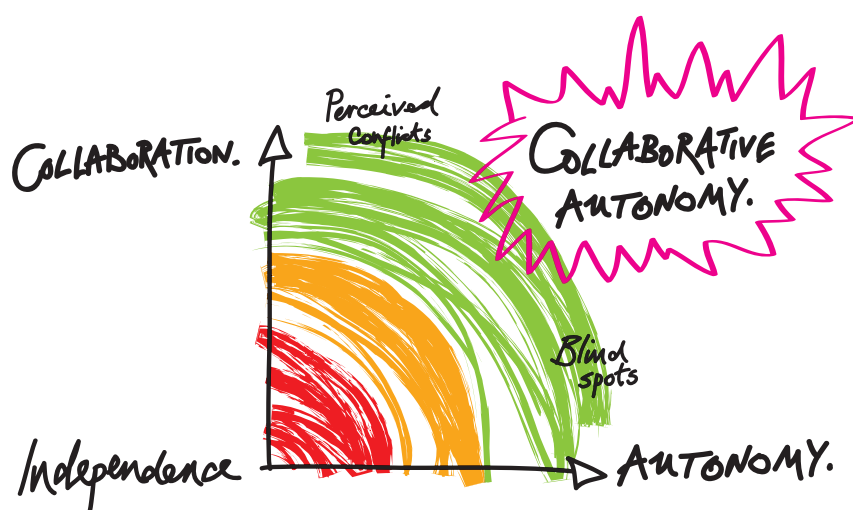 Perceived
Conflicts
COLLABORATION.
COLLABORATIVE
AUTONOMY.
Blind
spots
Independence
AUTONOMY.